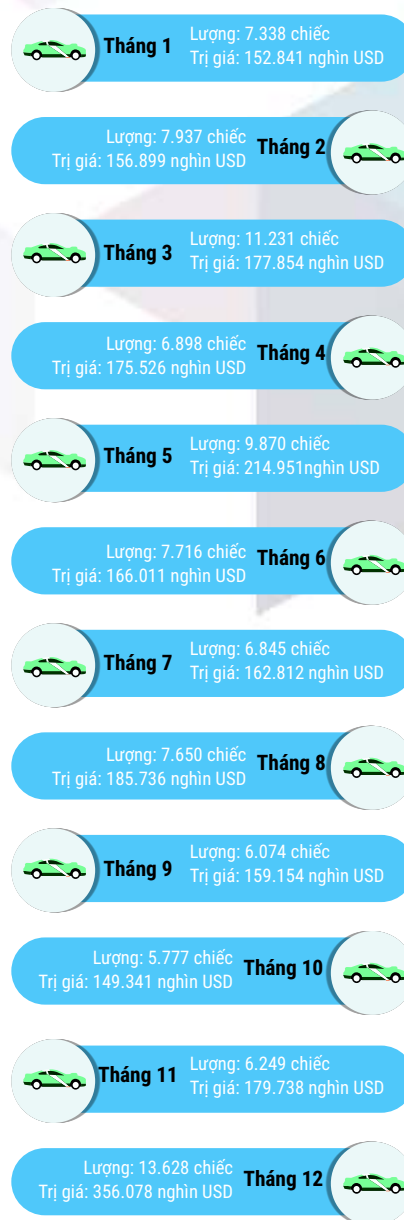 Tháng 1
Lượng: 7.338 chiếc
Trị giá: 152.841 nghìn USD
Lượng: 7.937 chiếc
Trị giá: 156.899 nghìn USD
Tháng 2
Tháng 3
Lượng: 11.231 chiếc
Trị giá: 177.854 nghìn USD
Lượng: 6.898 chiếc
Trị giá: 175.526 nghìn USD
Tháng 4
Tháng 5
Lượng: 9.870 chiếc
Trị giá: 214.951nghìn USD
Lượng: 7.716 chiếc
Trị giá: 166.011 nghìn USD
Tháng 6
Tháng 7
Lượng: 6.845 chiếc
Trị giá: 162.812 nghìn USD
Lượng: 7.650 chiếc
Trị giá: 185.736 nghìn USD
Tháng 8
Tháng 9
Lượng: 6.074 chiếc
Trị giá: 159.154 nghìn USD
Lượng: 5.777 chiếc
Trị giá: 149.341 nghìn USD
Tháng 10
Tháng 11
Lượng: 6.249 chiếc
Trị giá: 179.738 nghìn USD
Lượng: 13.628 chiếc
Trị giá: 356.078 nghìn USD
Tháng 12